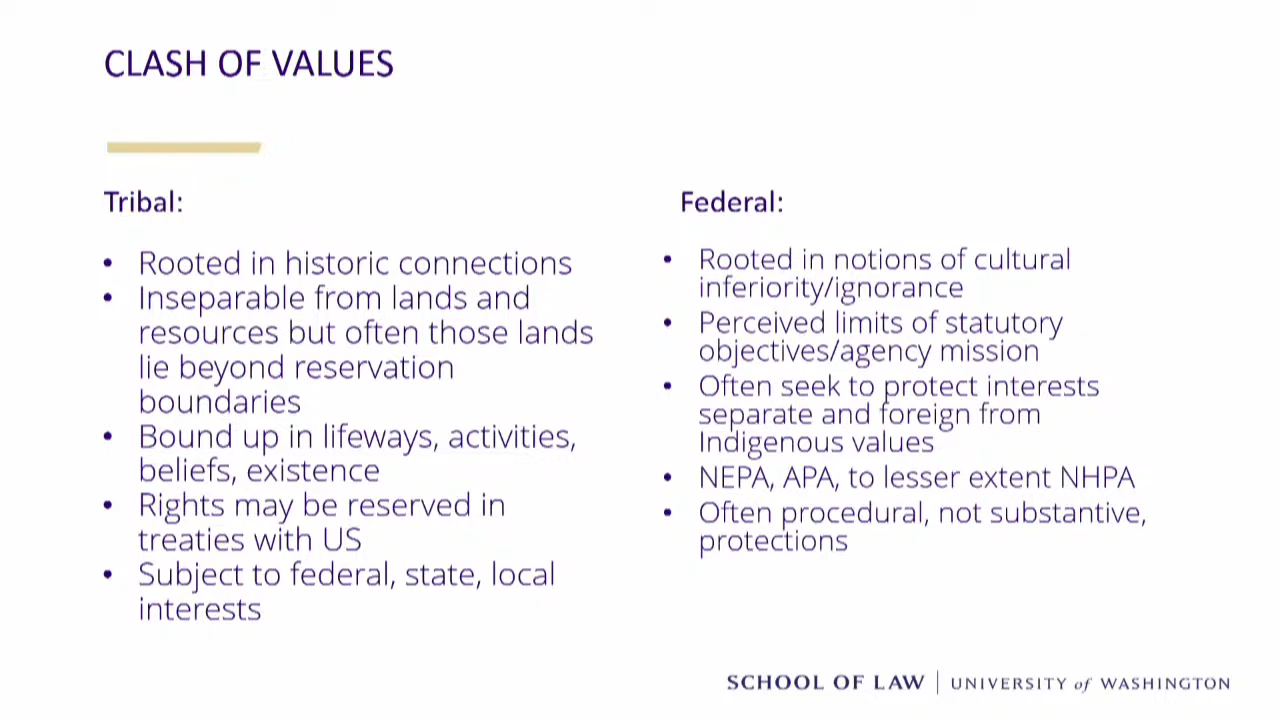 CLASH OF VALUES
Tribal:
• Rooted in historic connections
• Inseparable from lands and
resources but often those lands
lie beyond reservation
boundaries
• Bound up in lifeways, activities,
beliefs, existence
• Rights may be reserved in
treaties with US
• Subject to federal, state, local
interests
Federal:
• Rooted in notions of cultural
inferiority/ignorance
• Perceived limits of statutory
objectives/agency mission
• Often seek to protect interests
separate and foreign from
Indigenous values
• NEPA, APA, to lesser extent NHPA
• Often procedural, not substantive,
protections
SCHOOL OF LAW | UNIVERSITY of WASHINGTON